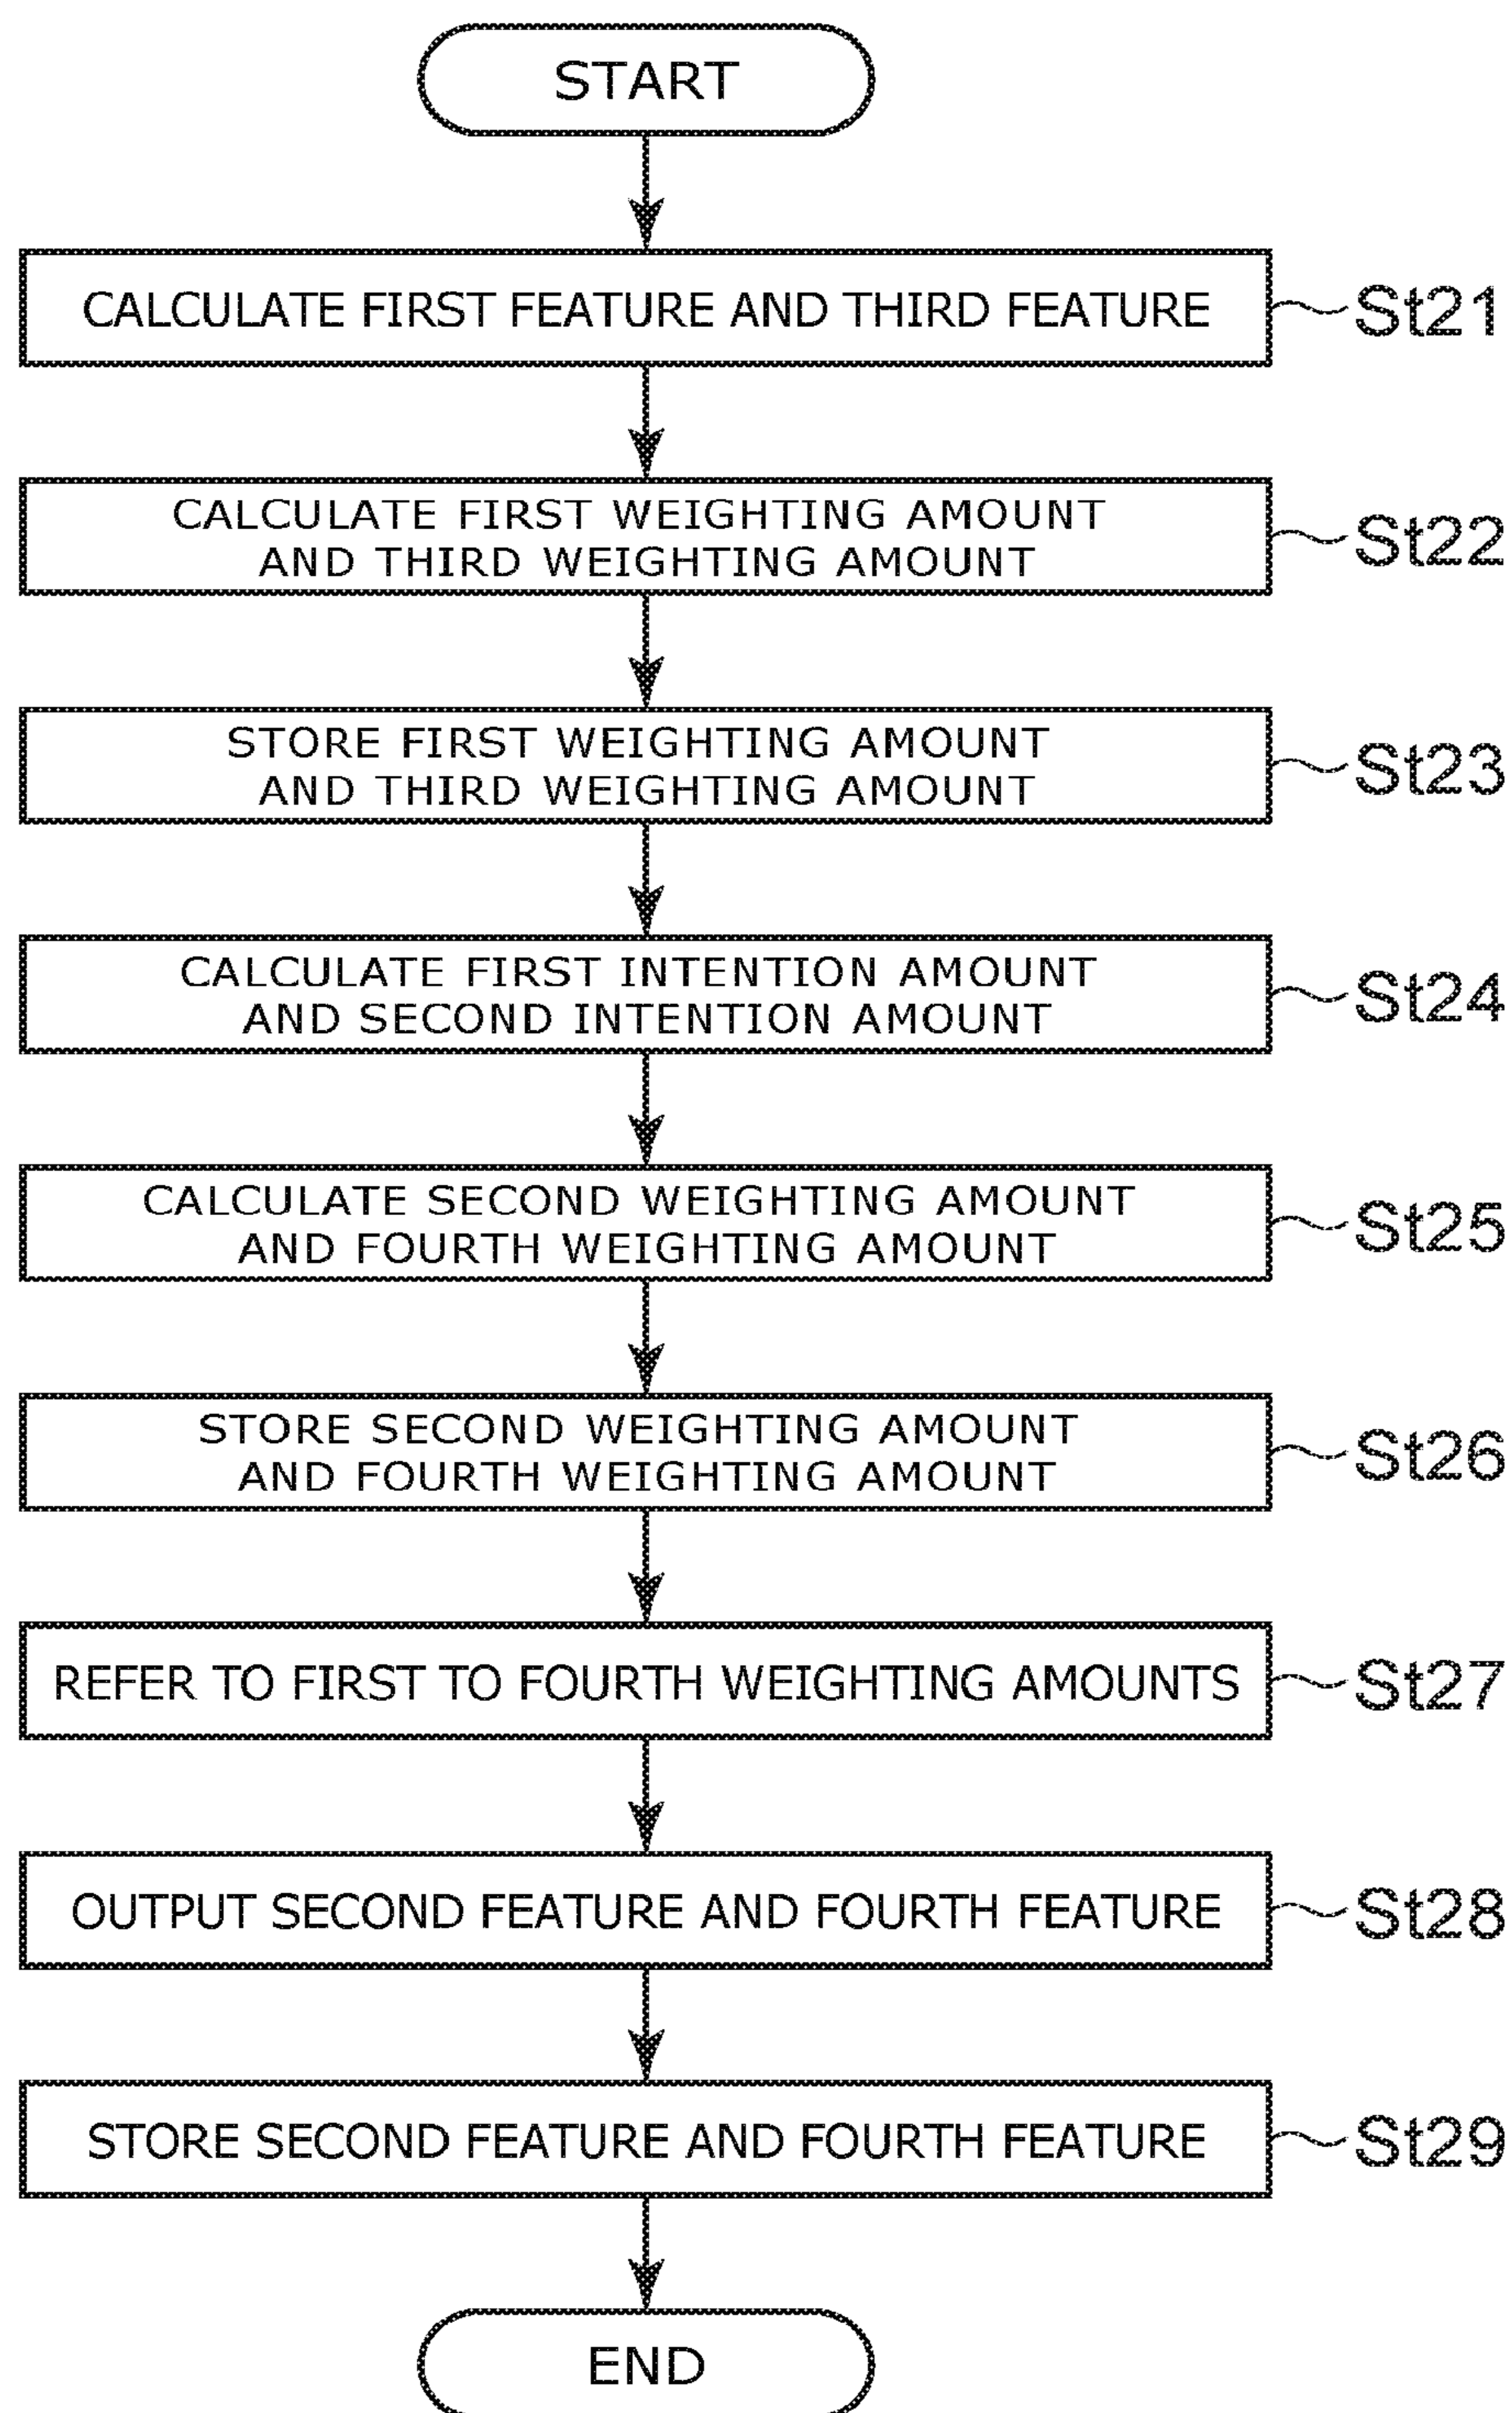 START
CALCULATE FIRST FEATURE AND THIRD FEATURE
St21
CALCULATE FIRST WEIGHTING AMOUNT
AND THIRD WEIGHTING AMOUNT
St22
STORE FIRST WEIGHTING AMOUNT
AND THIRD WEIGHTING AMOUNT
St23
CALCULATE FIRST INTENTION AMOUNT
AND SECOND INTENTION AMOUNT
St24
CALCULATE SECOND WEIGHTING AMOUNT
AND FOURTH WEIGHTING AMOUNT
St25
STORE SECOND WEIGHTING AMOUNT
AND FOURTH WEIGHTING AMOUNT
St26
REFER TO FIRST TO FOURTH WEIGHTING AMOUNTS
St27
OUTPUT SECOND FEATURE AND FOURTH FEATURE
St28
STORE SECOND FEATURE AND FOURTH FEATURE
St29
END